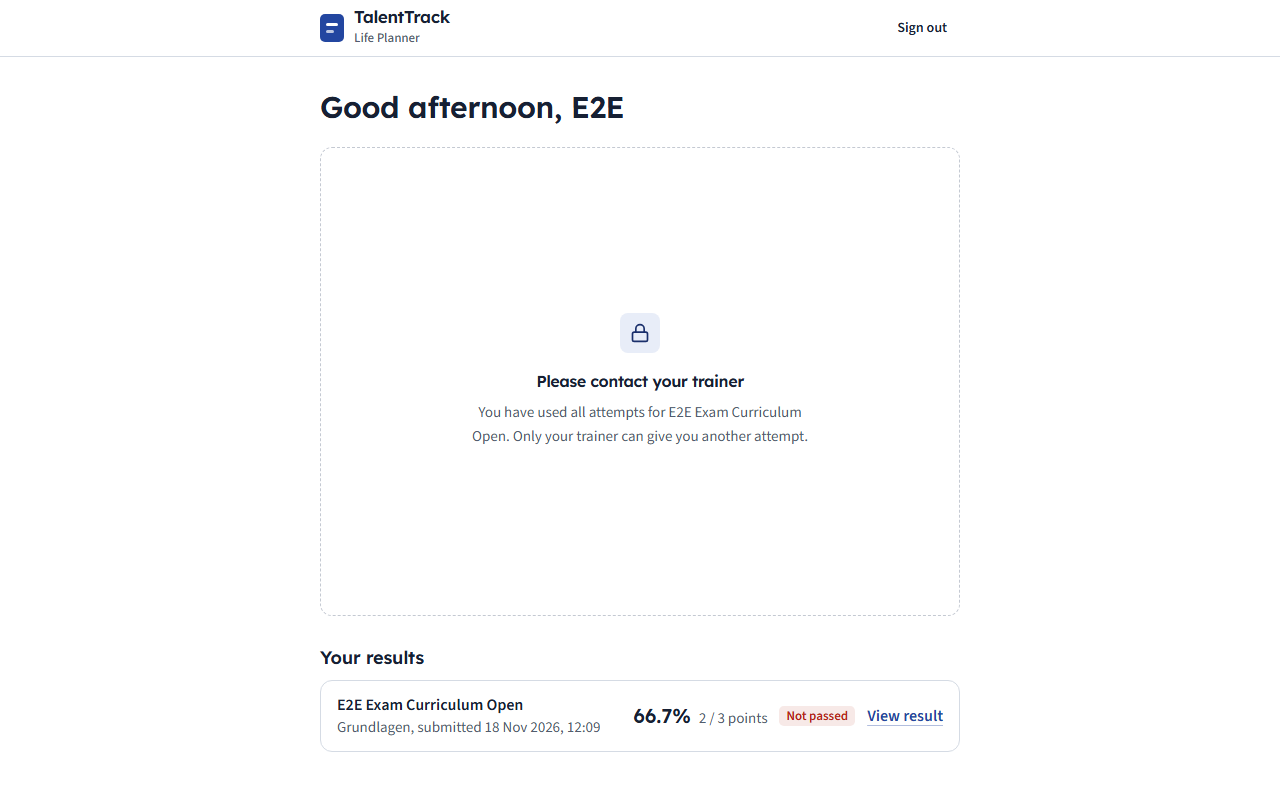 TalentTrack
Life Planner
Sign out
Good afternoon, E2E
Please contact your trainer
You have used all attempts for E2E Exam Curriculum
Open. Only your trainer can give you another attempt.
Your results
E2E Exam Curriculum Open
Grundlagen, submitted 18 Nov 2026, 12:09
66.7% 2 / 3 points Not passed View result